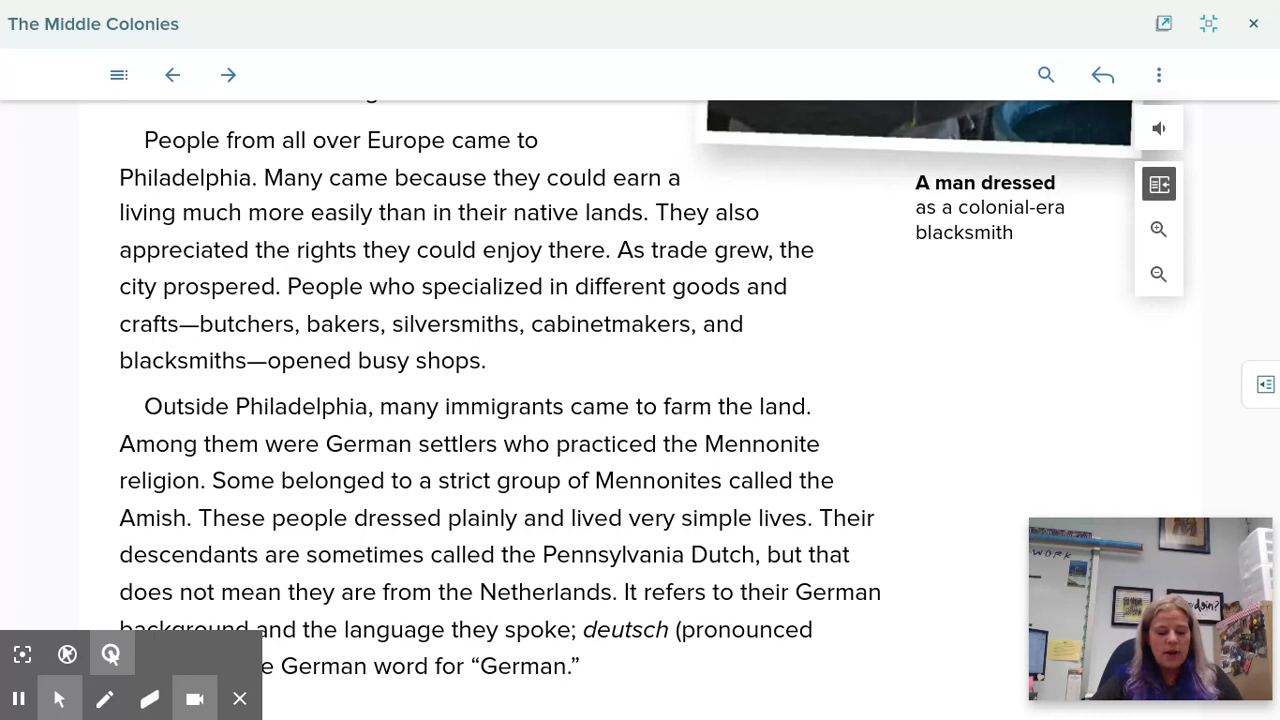 The Middle Colonies
People from all over Europe came to
Philadelphia. Many came because they could earn a
living much more easily than in their native lands. They also
appreciated the rights they could enjoy there. As trade grew, the
city prospered. People who specialized in different goods and
crafts—butchers, bakers, silversmiths, cabinetmakers, and
blacksmiths—opened busy shops.
Outside Philadelphia, many immigrants came to farm the land.
Among them were German settlers who practiced the Mennonite
religion. Some belonged to a strict group of Mennonites called the
Amish. These people dressed plainly and lived very simple lives. Their
descendants are sometimes called the Pennsylvania Dutch, but that
does not mean they are from the Netherlands. It refers to their German
background and the language they spoke; deutsch (pronounced
German word for “German.”
A man dressed
as a colonial-era
blacksmith
WORK